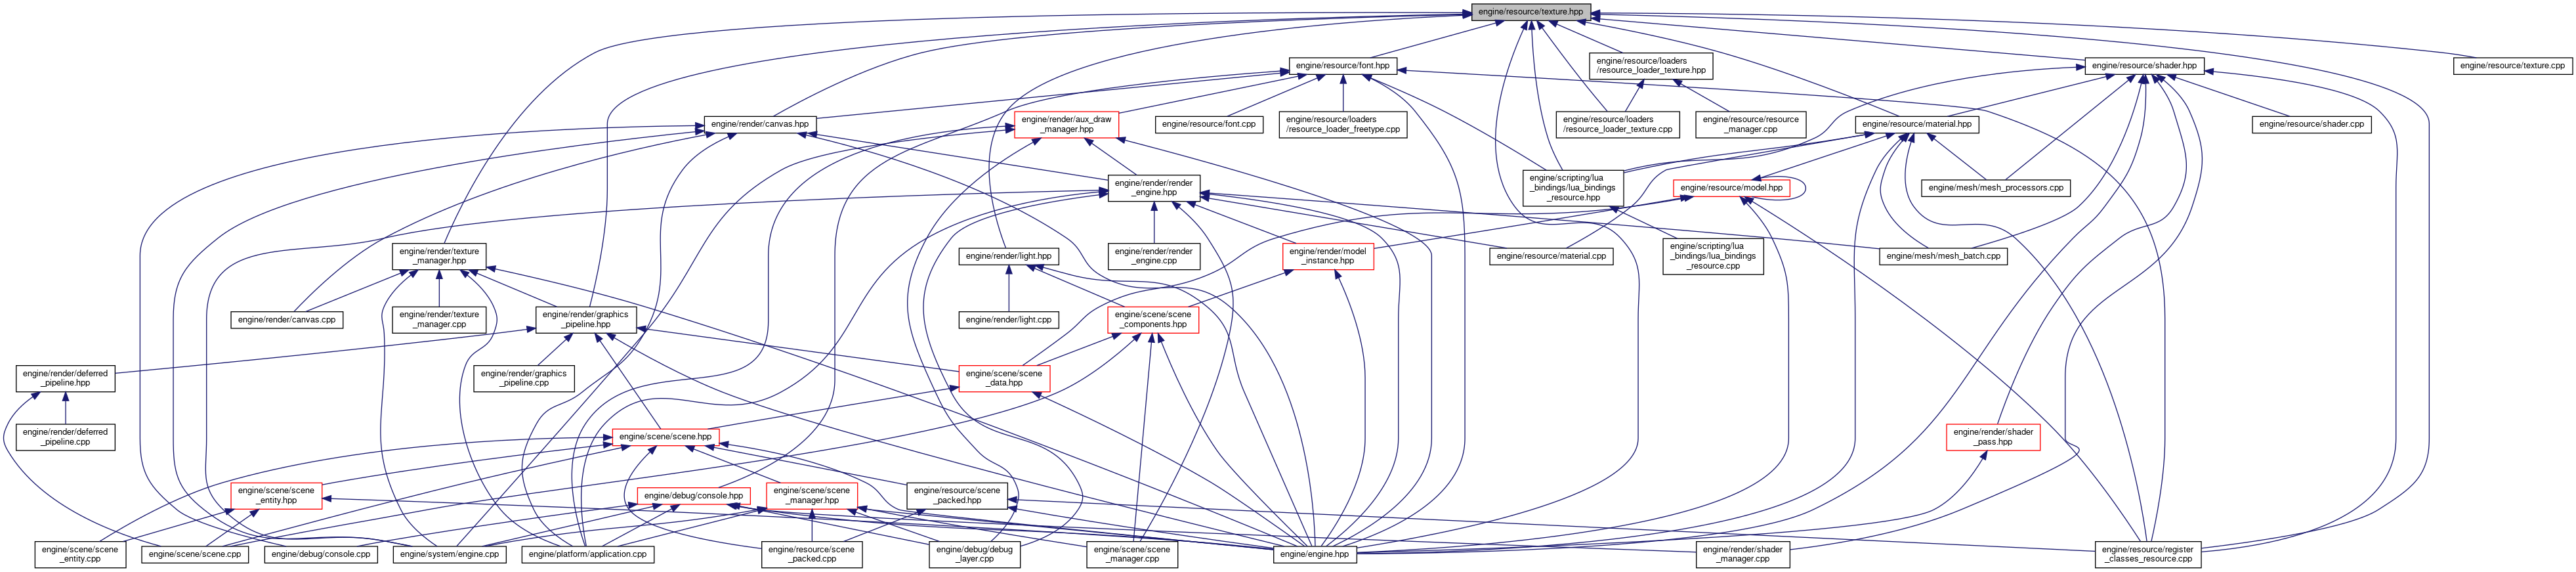 engine/resource/texture.hpp
engine/resource/font.hpp
engine/resource/loaders
/resource_loader_texture.hpp
engine/resource/shader.hpp
engine/resource/texture.cpp
engine/render/canvas.hpp
engine/render/aux_draw
_manager.hpp
engine/resource/font.cpp
engine/resource/loaders
/resource_loader_freetype.cpp
engine/resource/loaders
/resource_loader_texture.cpp
engine/resource/resource
_manager.cpp
engine/resource/material.hpp
engine/resource/shader.cpp
engine/render/render
_engine.hpp
engine/scripting/lua
_bindings/lua_bindings
_resource.hpp
engine/resource/model.hpp
engine/mesh/mesh_processors.cpp
engine/render/texture
_manager.hpp
engine/render/light.hpp
engine/render/render
_engine.cpp
engine/render/model
_instance.hpp
engine/resource/material.cpp
engine/scripting/lua
_bindings/lua_bindings
_resource.cpp
engine/mesh/mesh_batch.cpp
engine/render/canvas.cpp
engine/render/texture
_manager.cpp
engine/render/graphics
_pipeline.hpp
engine/render/light.cpp
engine/scene/scene
_components.hpp
engine/render/deferred
_pipeline.hpp
engine/render/graphics
_pipeline.cpp
engine/scene/scene
_data.hpp
engine/render/deferred
_pipeline.cpp
engine/scene/scene.hpp
engine/render/shader
_pass.hpp
engine/scene/scene
_entity.hpp
engine/debug/console.hpp
engine/scene/scene
_manager.hpp
engine/resource/scene
_packed.hpp
engine/scene/scene
_entity.cpp
engine/scene/scene.cpp
engine/debug/console.cpp
engine/system/engine.cpp
engine/platform/application.cpp
engine/resource/scene
_packed.cpp
engine/debug/debug
_layer.cpp
engine/scene/scene
_manager.cpp
engine/engine.hpp
engine/render/shader
_manager.cpp
engine/resource/register
_classes_resource.cpp